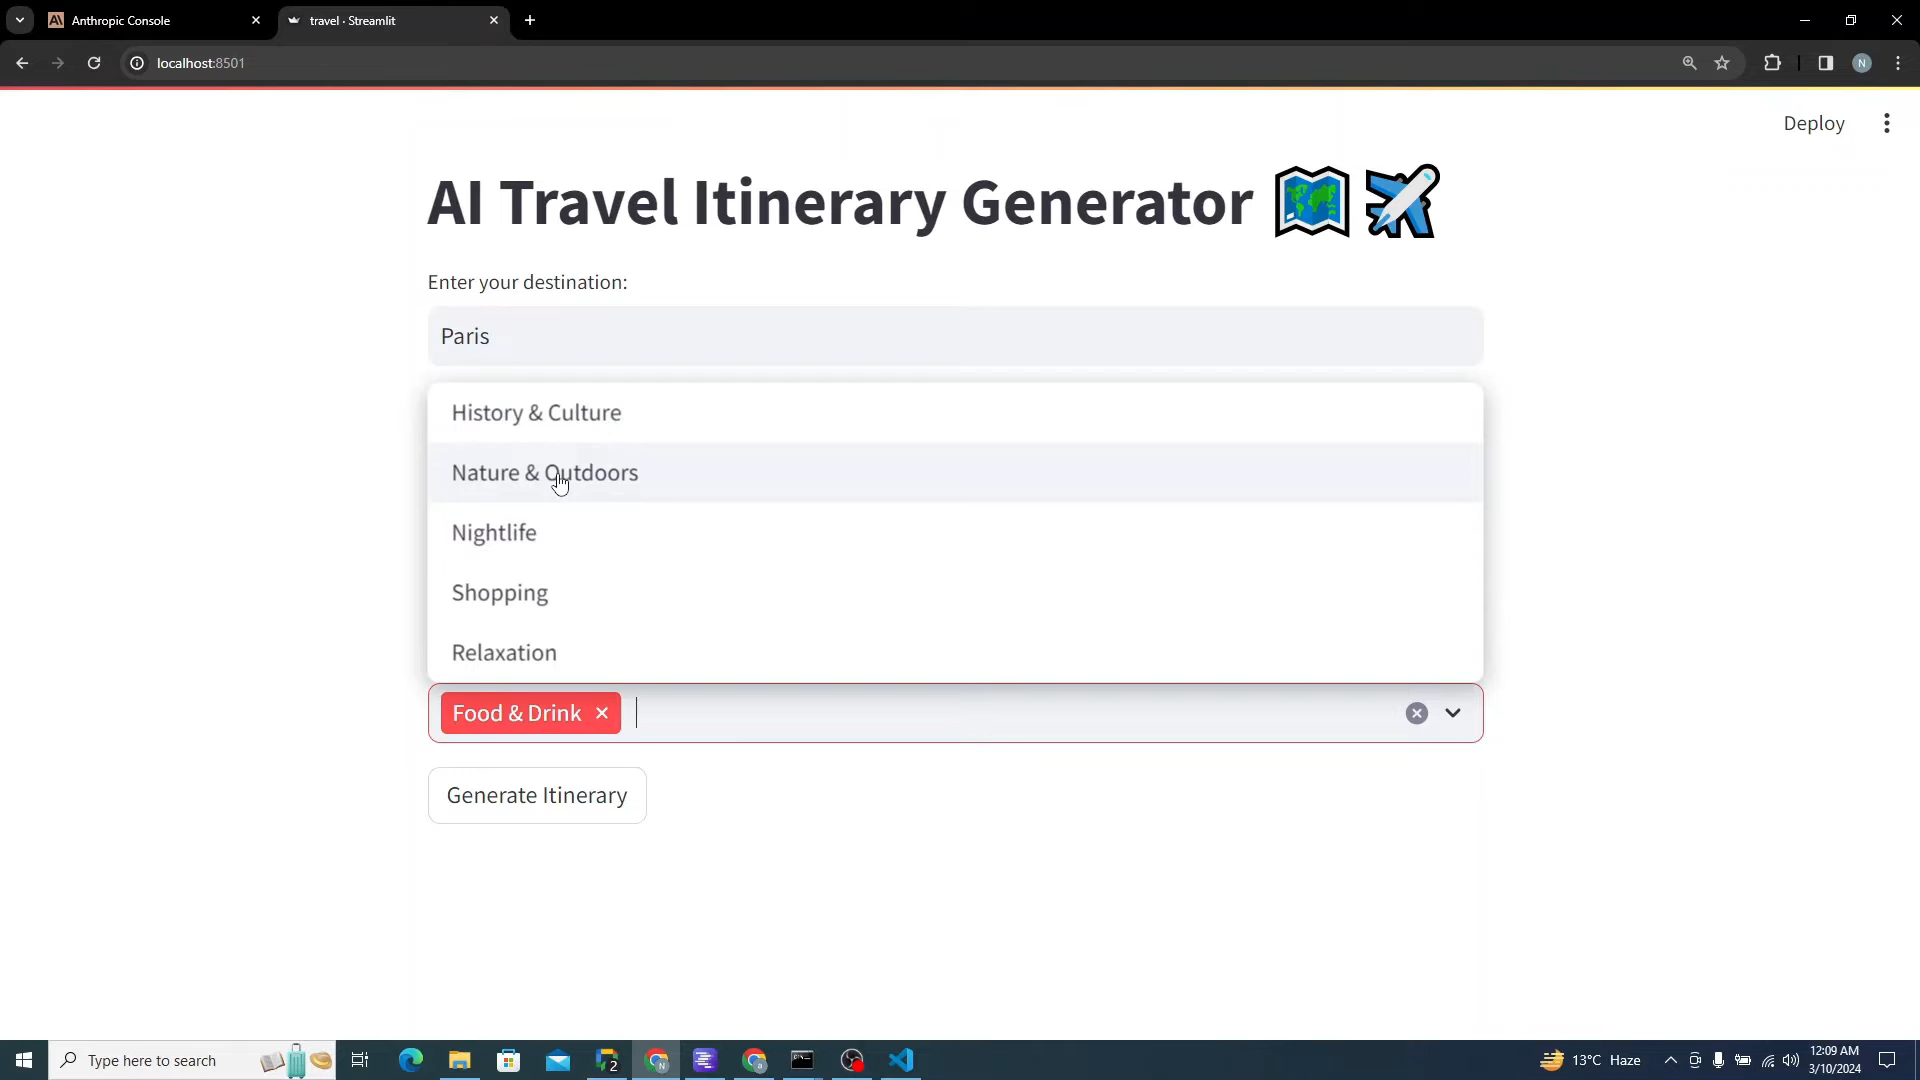 Anthropic Console
travel · Streamlit
localhost:8501
N
Deploy
AI Travel Itinerary Generator
Enter your destination:
Paris
History & Culture
Nature & Outdoors
Nightlife
Shopping
Relaxation
Food & Drink
Generate Itinerary
Type here to search
13°C Haze
12:09 AM
3/10/2024